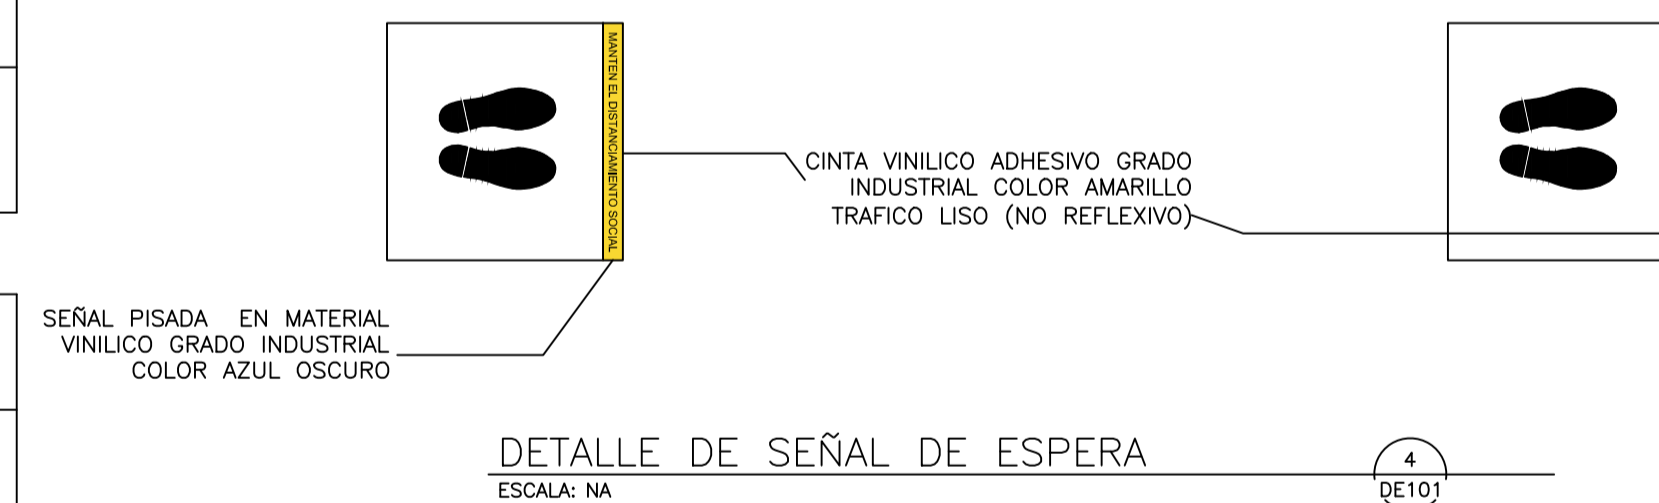 MANTEN EL DISTANCIAMIENTO SOCIAL
CINTA VINILICO ADHESIVO GRADO
INDUSTRIAL COLOR AMARILLO
TRAFICO LISO (NO REFLEXIVO)
SEÑAL PISADA EN MATERIAL
VINILICO GRADO INDUSTRIAL
COLOR AZUL OSCURO
DETALLE DE SEÑAL DE ESPERA
ESCALA: NA
4
DE101